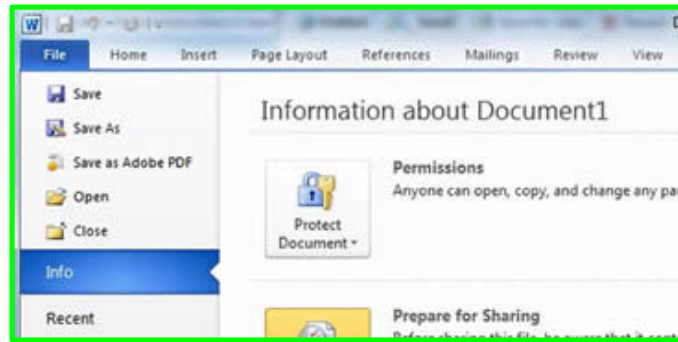 File Home Insert Page Layout References Mailings Review View
Save
Save As
Save as Adobe PDF
Open
Close
Info
Recent
Information about Document1
Protect
Document
Permissions
Anyone can open, copy, and change any pa
Prepare for Sharing